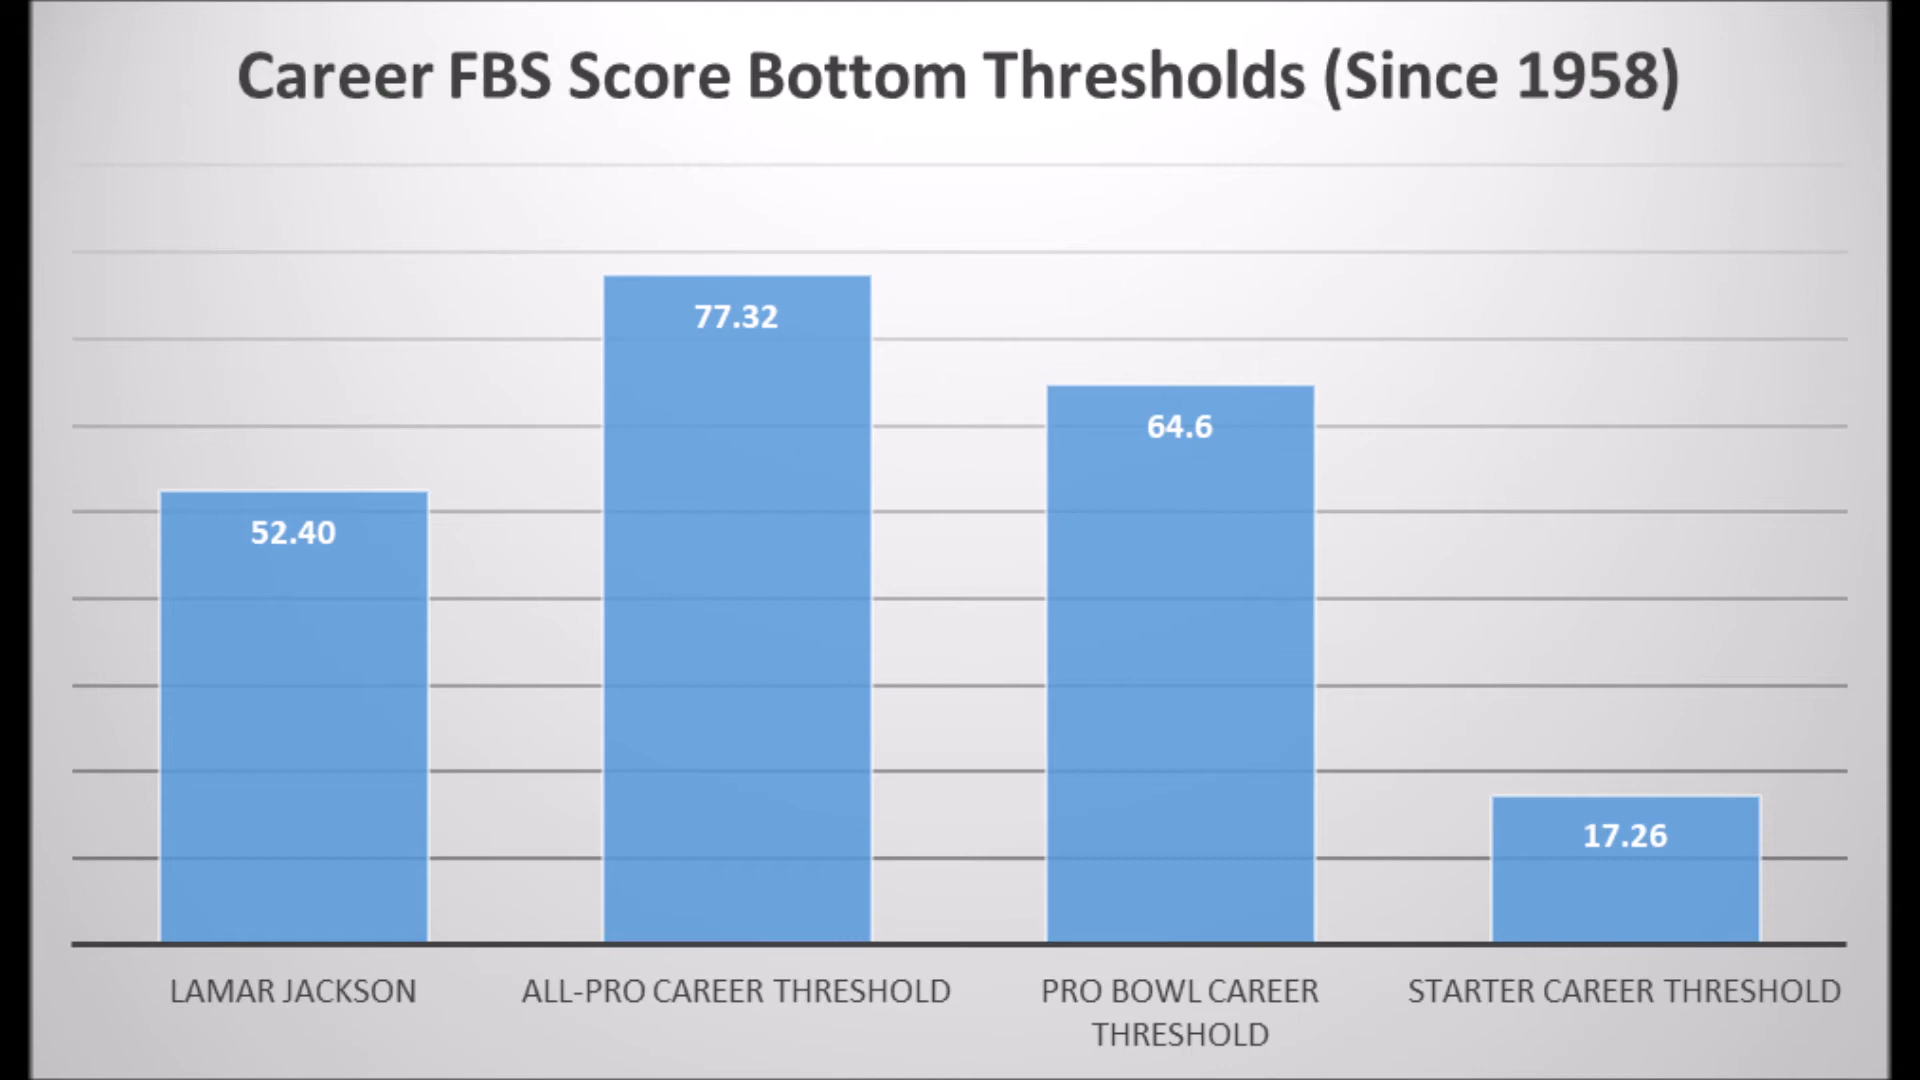 Career FBS Score Bottom Thresholds (Since 1958)
77.32
64.6
52.40
17.26
LAMAR JACKSON
ALL-PRO CAREER THRESHOLD
PRO BOWL CAREER
THRESHOLD
STARTER CAREER THRESHOLD